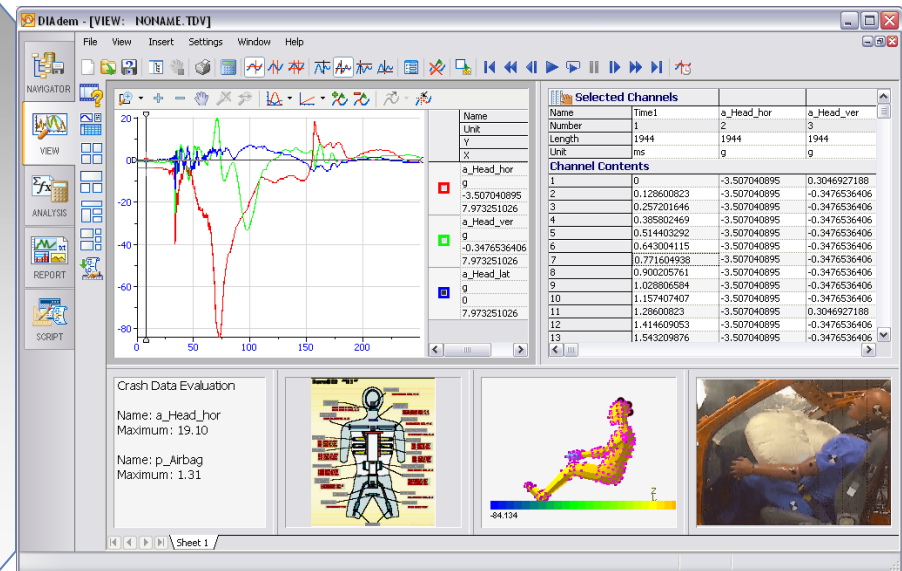 DIAdem - [VIEW:   NONAME.TDV]
File View Insert Settings Window Help
NAVIGATOR
VIEW
ANALYSIS
REPORT
SCRIPT
20
0
-20
-40
-60
-80
0 50 100 150 200
Name
Unit
Y
X
a_Head_hor
g
-3.507040895
7.973251026
a_Head_ver
g
-0.3476536406
7.973251026
a_Head_lat
g
0
7.973251026
Selected Channels
Name Time1 a_Head_hor a_Head_ver
Number 1 2 3
Length 1944 1944 1944
Unit ms g g
Channel Contents
1 0 -3.507040895 0.3046927188
2 0.128600823 -3.507040895 -0.3476536406
3 0.257201646 -3.507040895 -0.3476536406
4 0.385802469 -3.507040895 -0.3476536406
5 0.514403292 -3.507040895 -0.3476536406
6 0.643004115 -3.507040895 -0.3476536406
7 0.771604938 -3.507040895 -0.3476536406
8 0.900205761 -3.507040895 -0.3476536406
9 1.028806584 -3.507040895 -0.3476536406
10 1.157407407 -3.507040895 -0.3476536406
11 1.28600823 -3.507040895 0.3046927188
12 1.414609053 -3.507040895 -0.3476536406
13 1.543209876 -3.507040895 -0.3476536406
Crash Data Evaluation
Name: a_Head_hor
Maximum: 19.10
Name: p_Airbag
Maximum: 1.31
Z
-84.134
Sheet 1